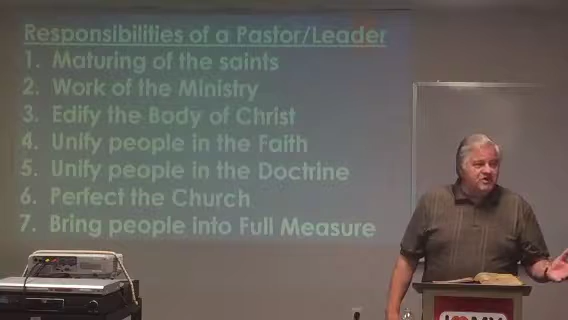 Responsibilities of a Pastor/Leader
1. Maturing of the saints
2. Work of the Ministry
3. Edify the Body of Christ
4. Unify people in the Faith
5. Unify people in the Doctrine
6. Perfect the Church
7. Bring people into Full Measure
I MY